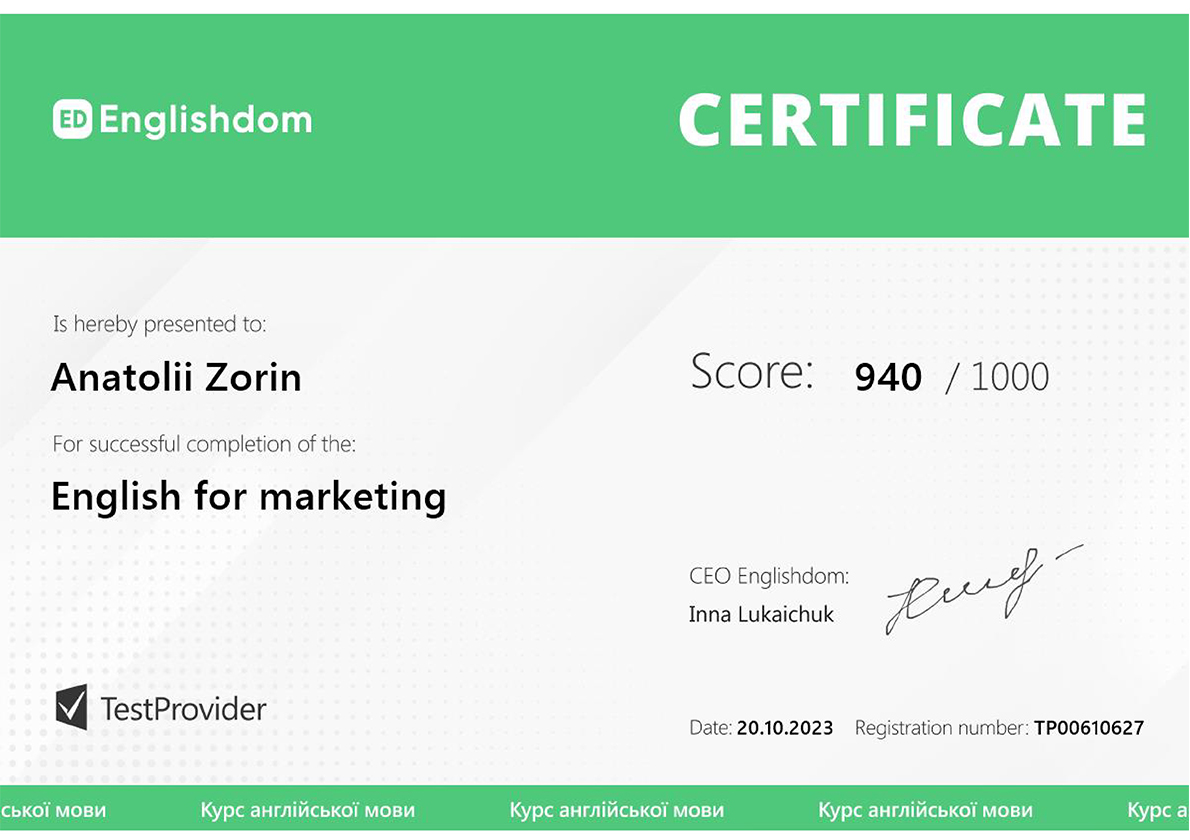 ED Englishdom
CERTIFICATE
Is hereby presented to:
Anatolii Zorin
For successful completion of the:
English for marketing
Score: 940 / 1000
CEO Englishdom:
Inna Lukaichuk
TestProvider
Date: 20.10.2023 Registration number: TP00610627
ської мови Курс англійської мови Курс англійської мови Курс англійської мови Курс а